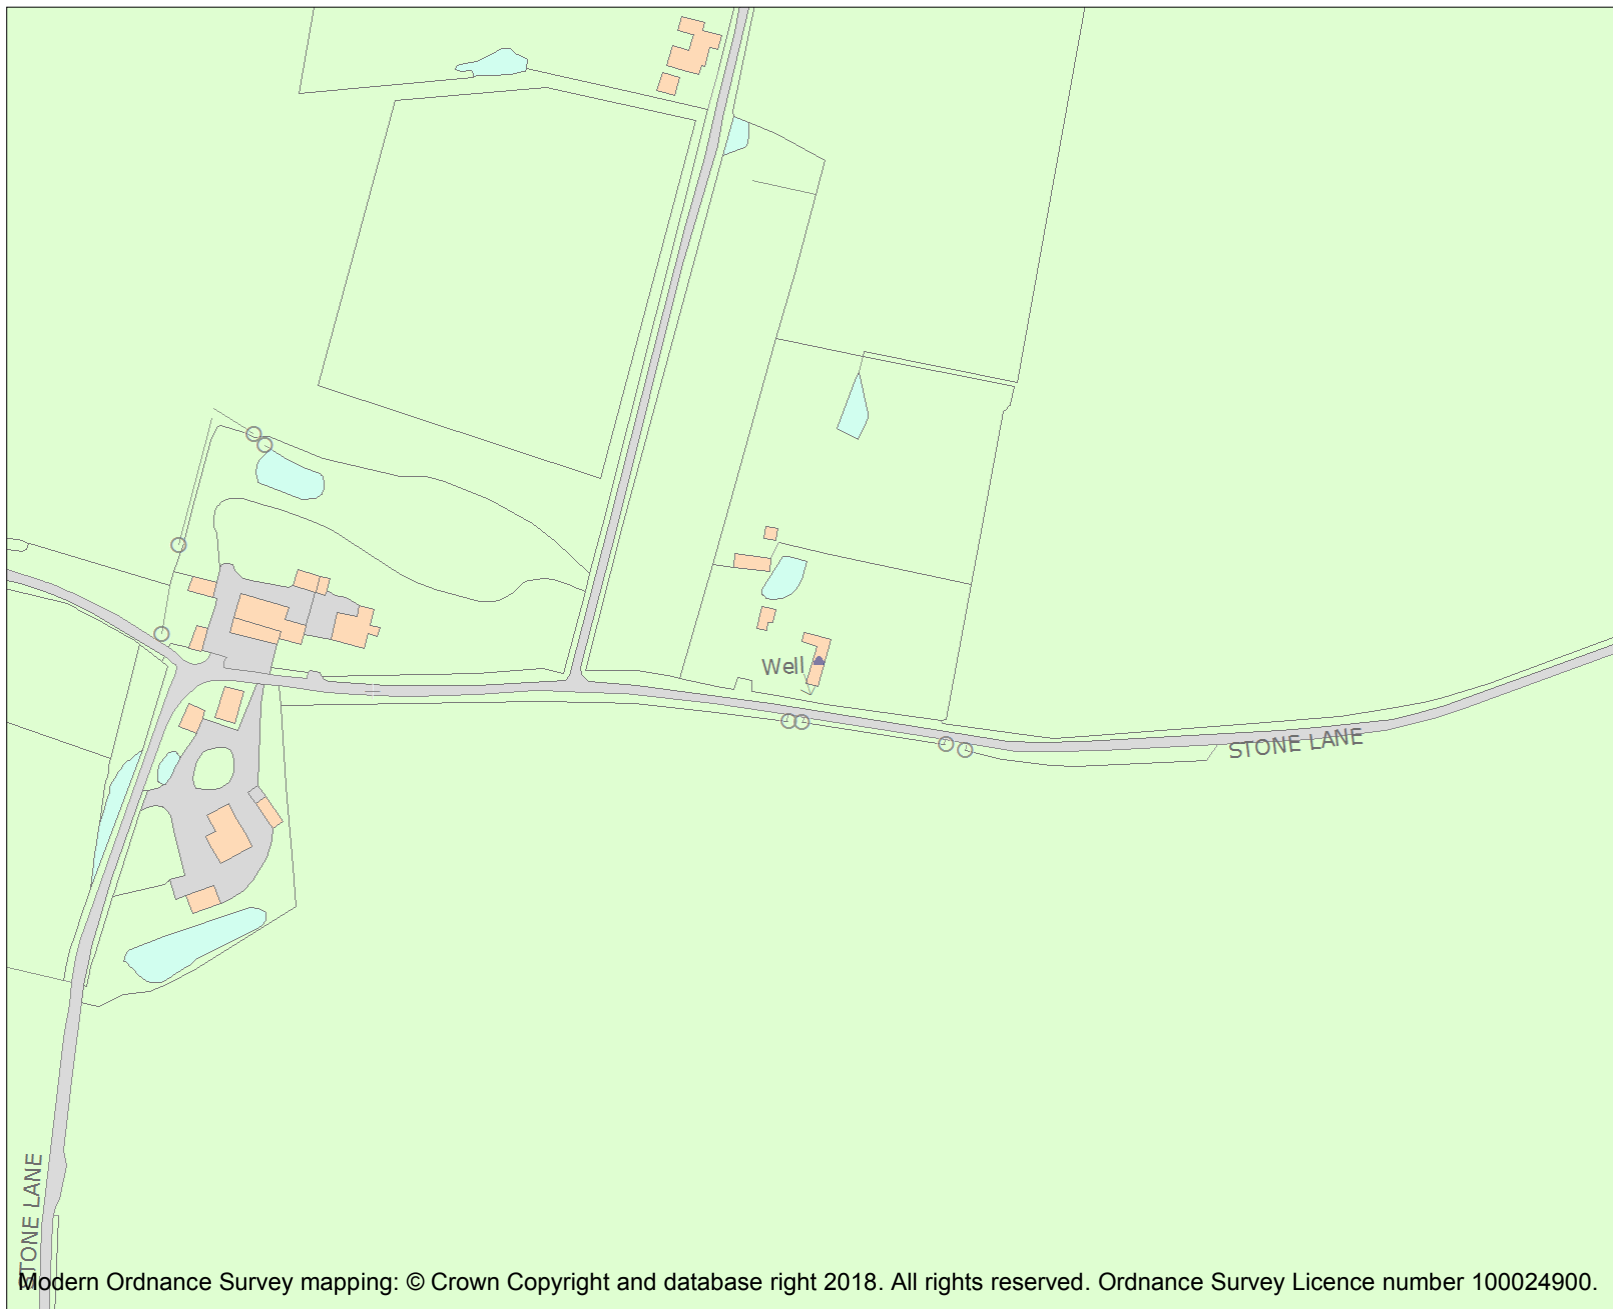 Well
STONE LANE
STONE LANE
Modern Ordnance Survey mapping: © Crown Copyright and database right 2018. All rights reserved. Ordnance Survey Licence number 100024900.